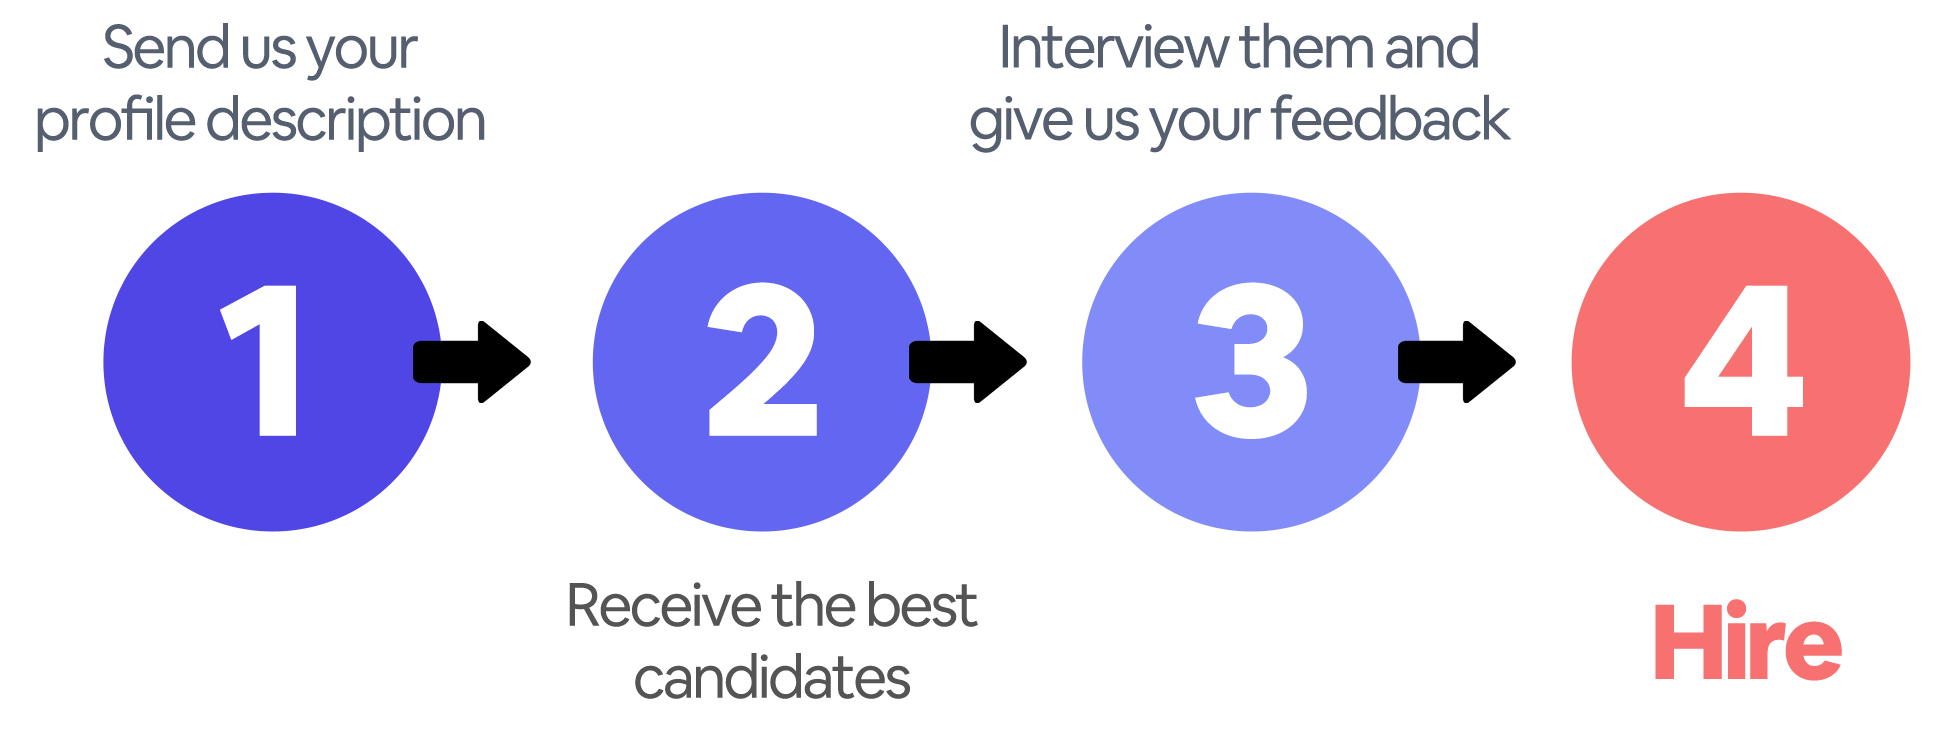 Send us your
profile description
Interview them and
give us your feedback
1
2
3
4
Receive the best
candidates
Hire